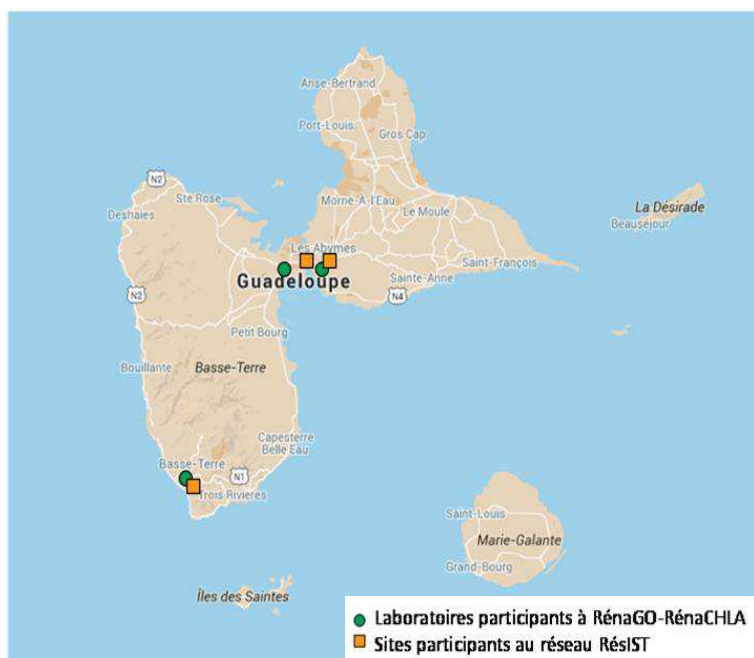 Anse-Bertrand
Port-Louis
Gros Cap
N2
Ste Rose
Deshaies
Morne-A-l'Eau
Le Moule
La Désirade
Beauséjour
Les Abymes
Saint-François
Guadeloupe
Sainte-Anne
N2
N4
Petit Bourg
Bouillante
Basse-Terre
Capesterre
Belle Eau
Basse-Terre
N1
Trois Rivières
Saint-Louis
Marie-Galante
Grand-Bourg
Îles des Saintes
Laboratoires participants à RénaGO-RénaCHLA
Sites participants au réseau RésIST